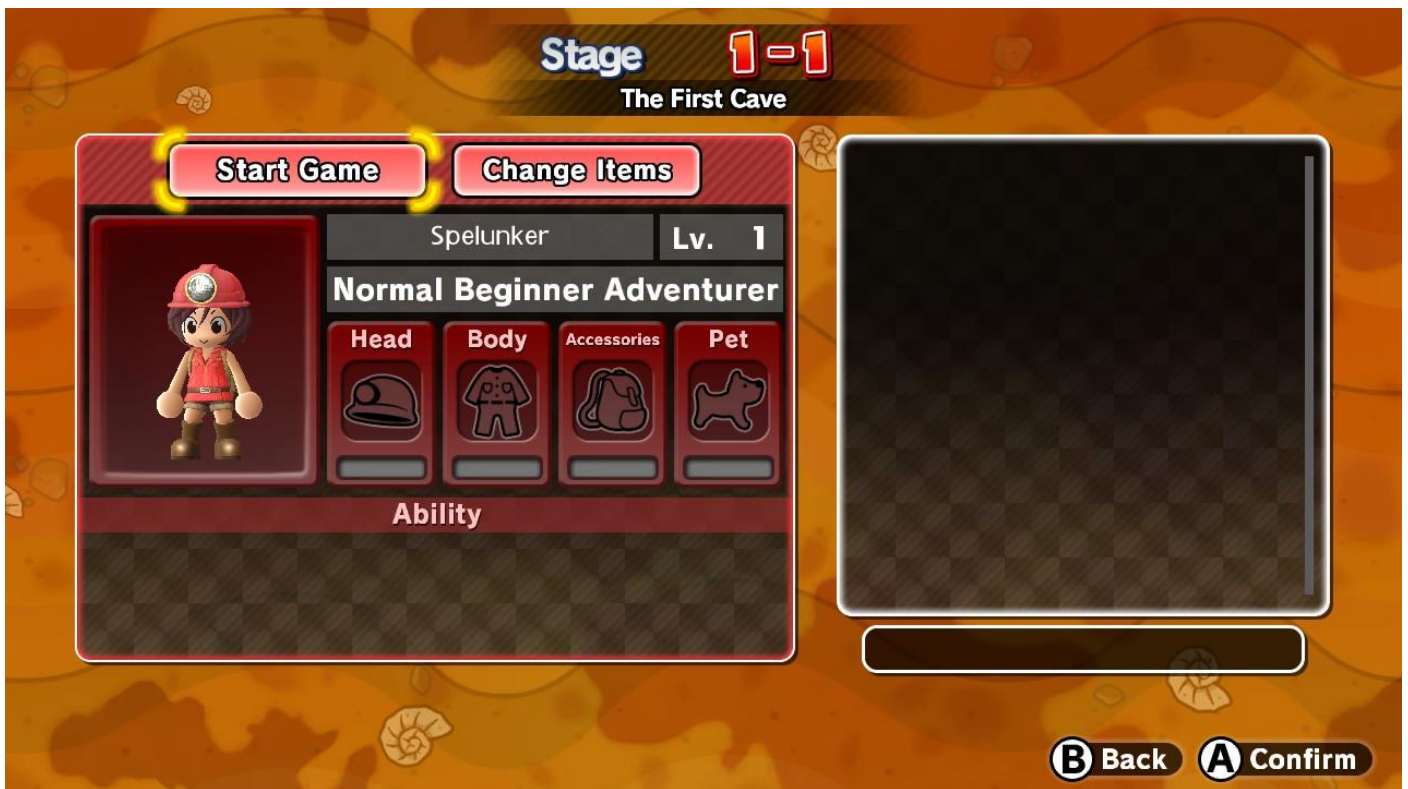 Stage 1-1
The First Cave
Start Game
Change Items
Spelunker
Lv. 1
Normal Beginner Adventurer
Head
Body
Accessories
Pet
Ability
B Back
A Confirm